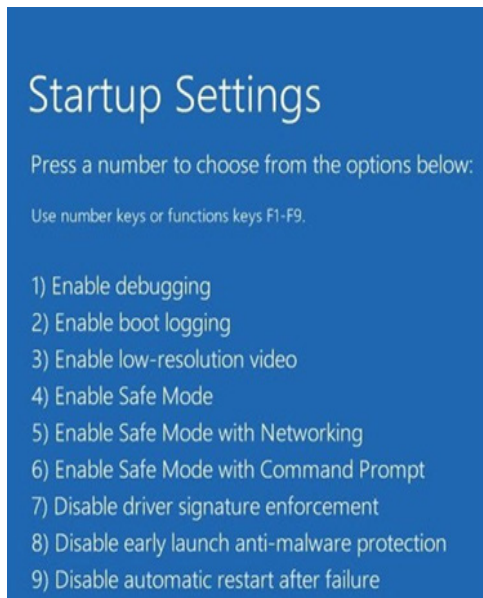 Startup Settings
Press a number to choose from the options below:
Use number keys or functions keys F1-F9.
1) Enable debugging
2) Enable boot logging
3) Enable low-resolution video
4) Enable Safe Mode
5) Enable Safe Mode with Networking
6) Enable Safe Mode with Command Prompt
7) Disable driver signature enforcement
8) Disable early launch anti-malware protection
9) Disable automatic restart after failure